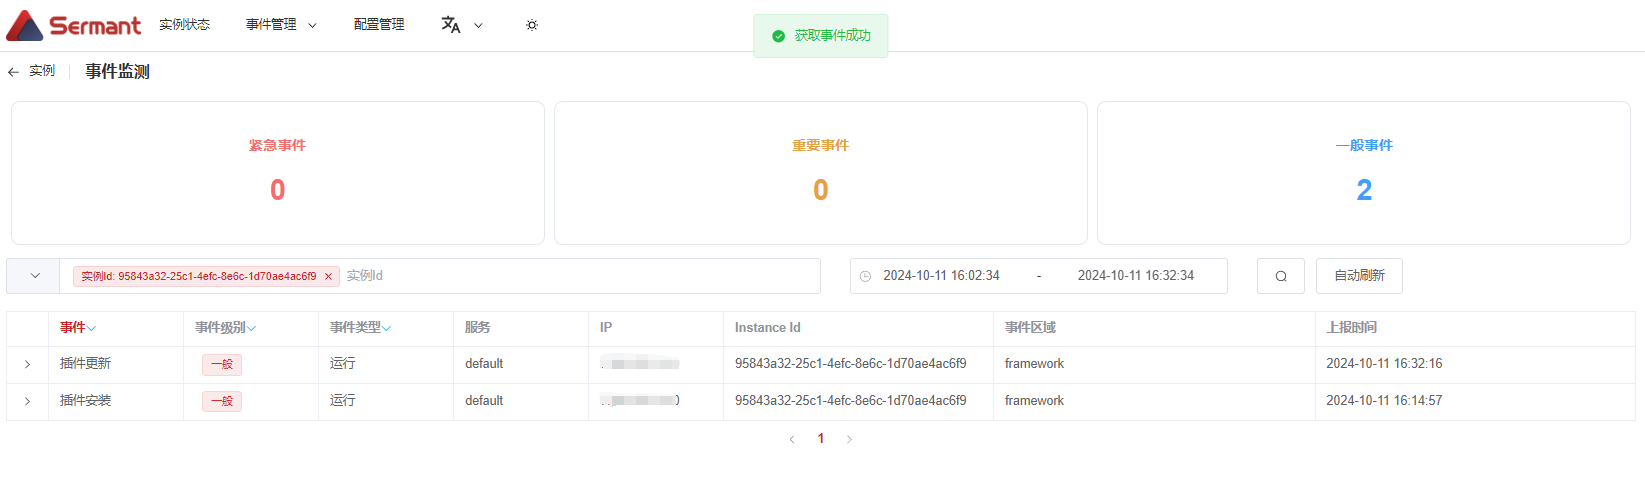 Sermant 实例状态 事件管理 配置管理
获取事件成功
实例 事件监测
紧急事件 重要事件 一般事件
0 0 2
实例Id: 95843a32-25c1-4efc-8e6c-1d70ae4ac6f9 实例Id 2024-10-11 16:02:34 - 2024-10-11 16:32:34 自动刷新
事件 事件级别 事件类型 服务 IP Instance Id 事件区域 上报时间
插件更新 一般 运行 default 95843a32-25c1-4efc-8e6c-1d70ae4ac6f9 framework 2024-10-11 16:32:16
插件安装 一般 运行 default 95843a32-25c1-4efc-8e6c-1d70ae4ac6f9 framework 2024-10-11 16:14:57
1